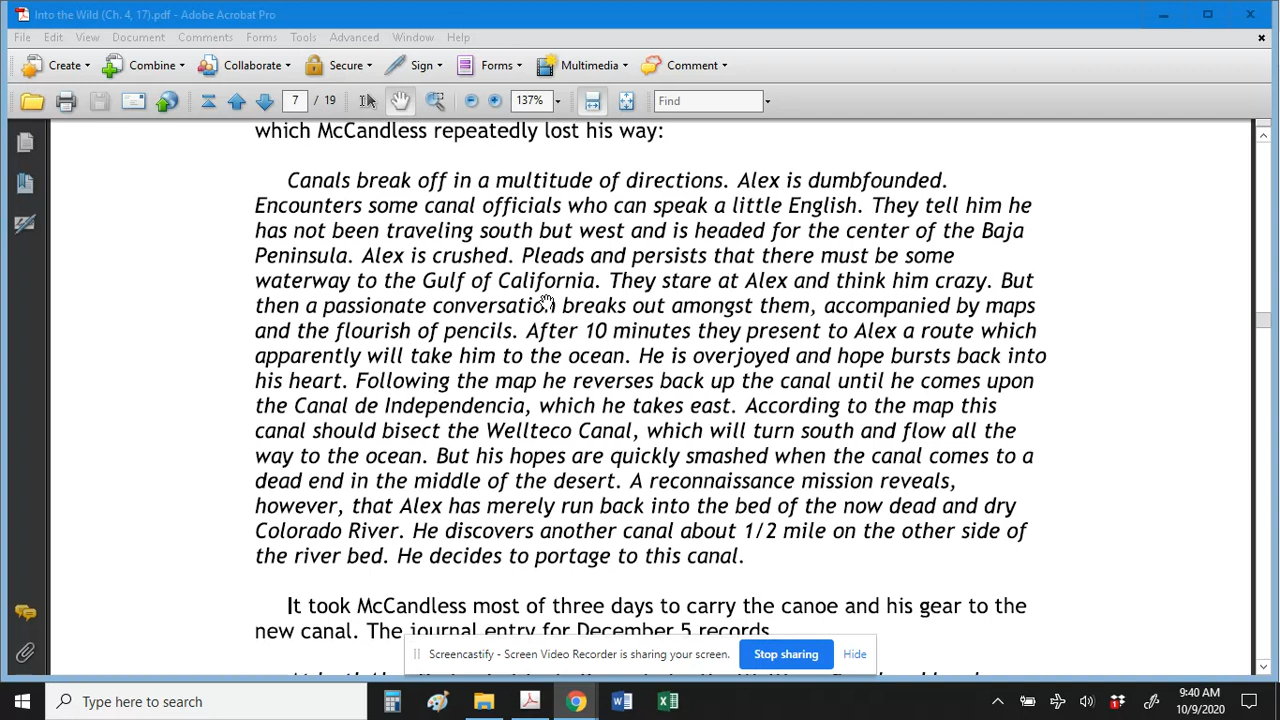 Into the Wild (Ch. 4, 17).pdf - Adobe Acrobat Pro
File Edit View Document Comments Forms Tools Advanced Window Help
Create Combine Collaborate Secure Sign Forms Multimedia Comment
7 / 19 137% Find
which McCandless repeatedly lost his way:
Canals break off in a multitude of directions. Alex is dumbfounded.
Encounters some canal officials who can speak a little English. They tell him he
has not been traveling south but west and is headed for the center of the Baja
Peninsula. Alex is crushed. Pleads and persists that there must be some
waterway to the Gulf of California. They stare at Alex and think him crazy. But
then a passionate conversation breaks out amongst them, accompanied by maps
and the flourish of pencils. After 10 minutes they present to Alex a route which
apparently will take him to the ocean. He is overjoyed and hope bursts back into
his heart. Following the map he reverses back up the canal until he comes upon
the Canal de Independencia, which he takes east. According to the map this
canal should bisect the Wellteco Canal, which will turn south and flow all the
way to the ocean. But his hopes are quickly smashed when the canal comes to a
dead end in the middle of the desert. A reconnaissance mission reveals,
however, that Alex has merely run back into the bed of the now dead and dry
Colorado River. He discovers another canal about 1/2 mile on the other side of
the river bed. He decides to portage to this canal.
It took McCandless most of three days to carry the canoe and his gear to the
new canal. The journal entry for December 5 records,
Screencastify - Screen Video Recorder is sharing your screen. Stop sharing Hide
Type here to search
9:40 AM
10/9/2020